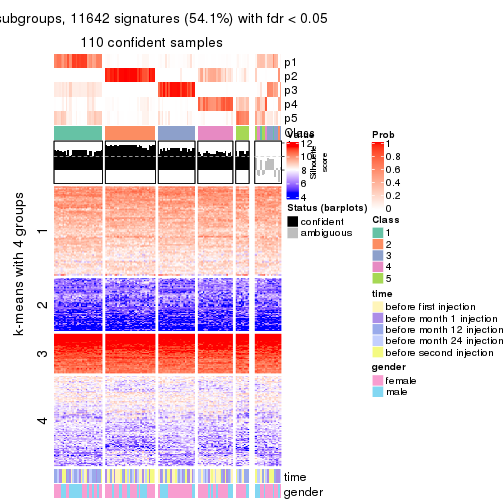 subgroups, 11642 signatures (54.1%) with fdr < 0.05
110 confident samples
p1
p2
p3
p4
p5
Class
Silhouette
score
k-means with 4 groups
1
2
3
4
time
gender
Value
12
10
8
6
4
Status (barplots)
confident
ambiguous
Prob
1
0.8
0.6
0.4
0.2
0
Class
1
2
3
4
5
time
before first injection
before month 1 injection
before month 12 injection
before month 24 injection
before second injection
gender
female
male